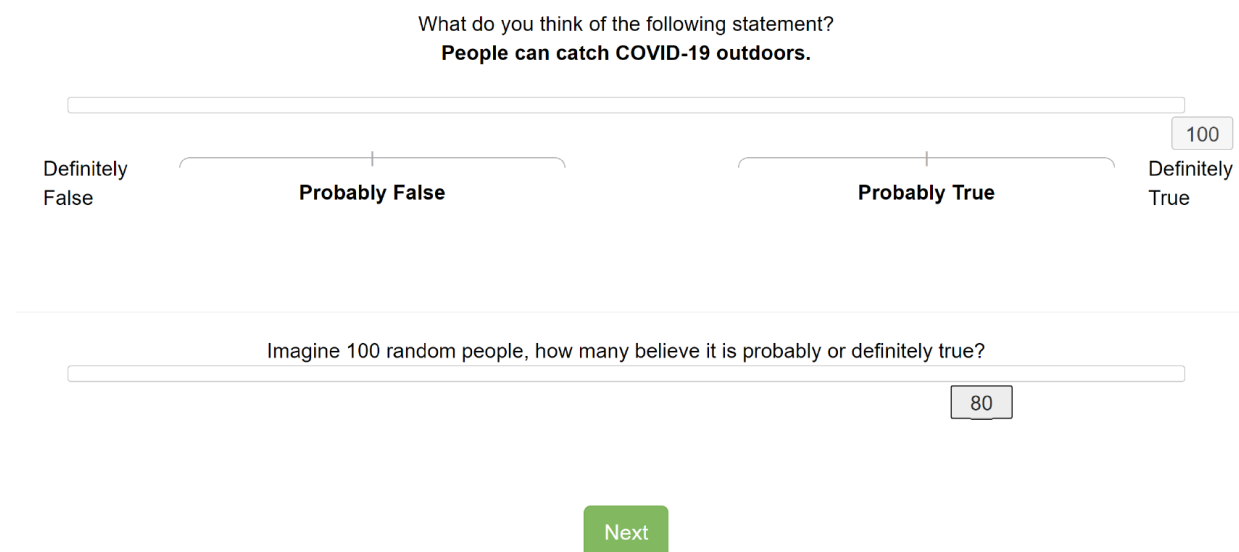 What do you think of the following statement?
People can catch COVID-19 outdoors.
100
Definitely False
Probably False
Probably True
Definitely True
Imagine 100 random people, how many believe it is probably or definitely true?
80
Next